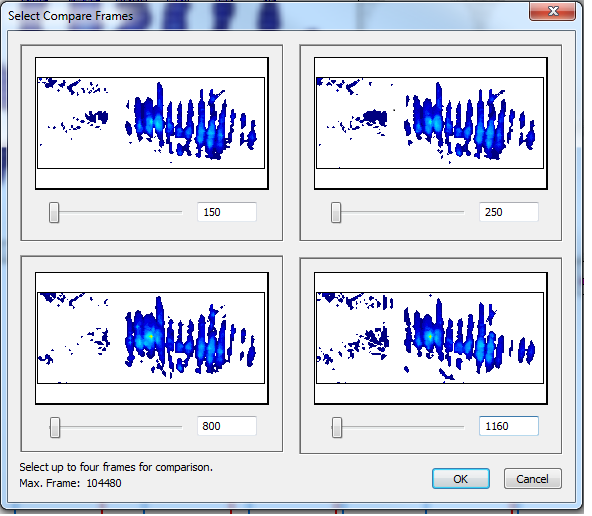 Select Compare Frames
150
250
800
1160
Select up to four frames for comparison.
Max. Frame: 104480
OK
Cancel